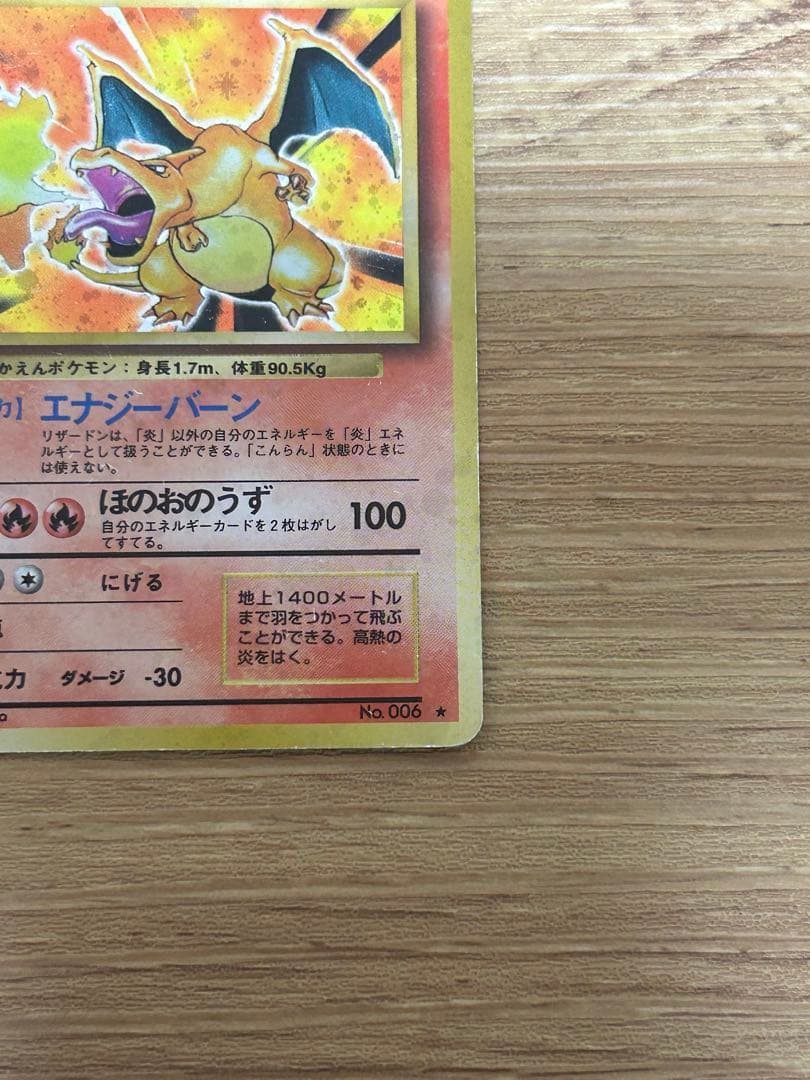 かえんポケモン：身長1.7m、体重90.5Kg
力】エナジーバーン
リザードンは、「炎」以外の自分のエネルギーを「炎」エネ
ルギーとして扱うことができる。「こんらん」状態のときに
は使えない。
ほのおのうず 100
自分のエネルギーカードを2枚はがし
てすてる。
にげる
地上1400メートル
まで羽をつかって飛ぶ
ことができる。高熱の
炎をはく。
力 ダメージ -30
No. 006 ★